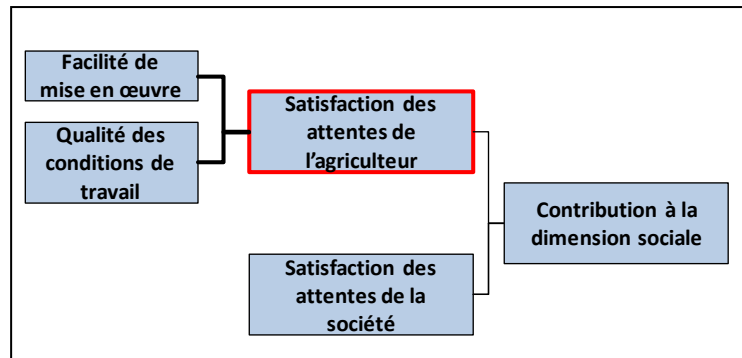 Facilité de
mise en œuvre
Qualité des
conditions de
travail
Satisfaction des
attentes de
l'agriculteur
Satisfaction des
attentes de la
société
Contribution à la
dimension sociale